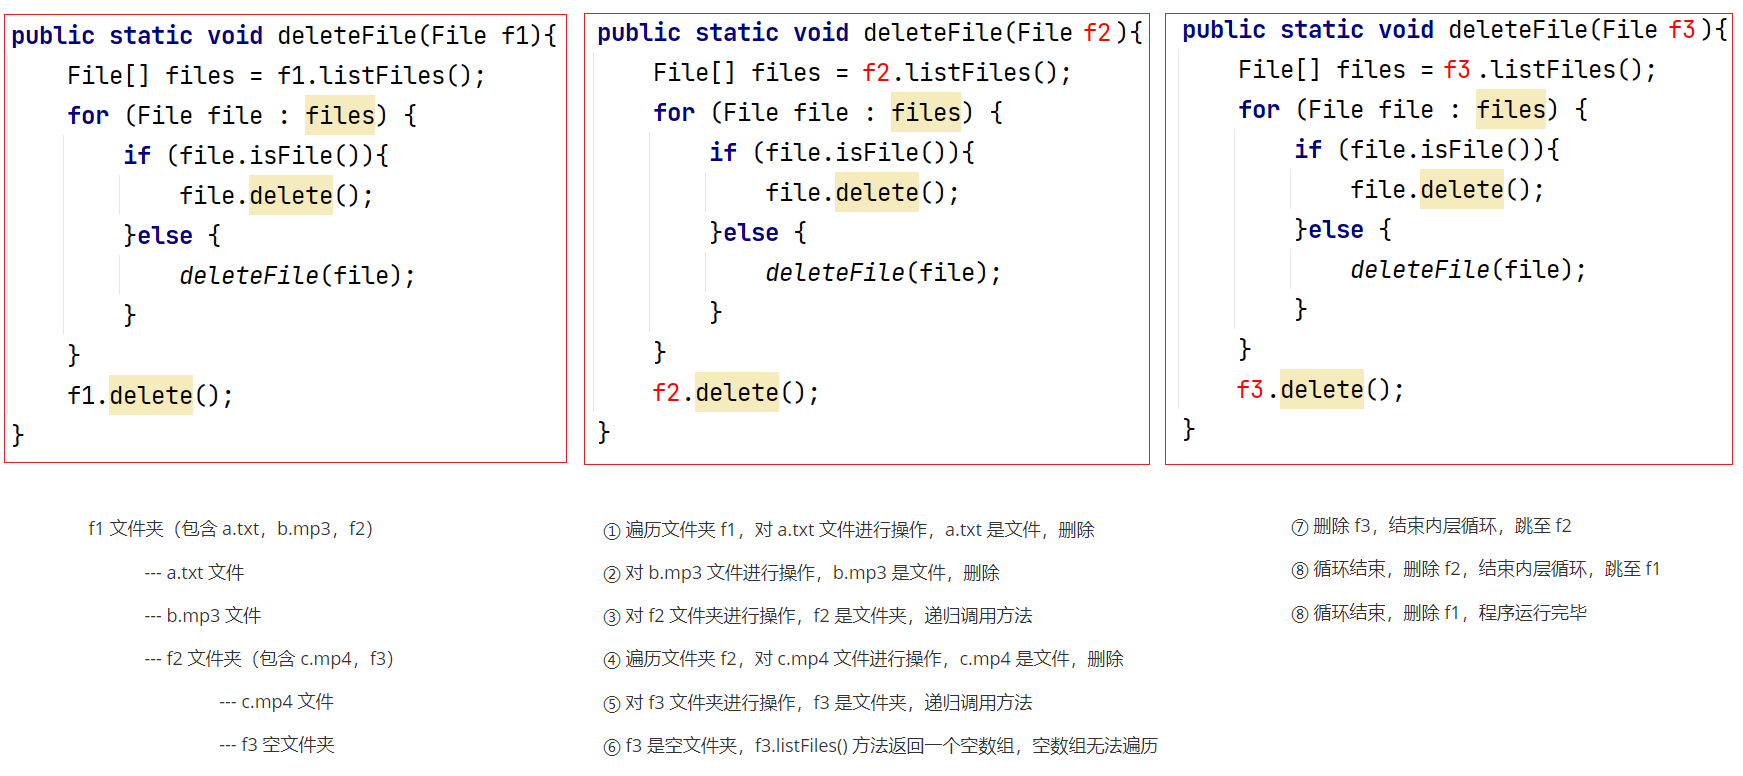 public static void deleteFile(File f1){
    File[] files = f1.listFiles();
    for (File file : files) {
        if (file.isFile()){
            file.delete();
        }else {
            deleteFile(file);
        }
    }
    f1.delete();
}
public static void deleteFile(File f2){
    File[] files = f2.listFiles();
    for (File file : files) {
        if (file.isFile()){
            file.delete();
        }else {
            deleteFile(file);
        }
    }
    f2.delete();
}
public static void deleteFile(File f3){
    File[] files = f3.listFiles();
    for (File file : files) {
        if (file.isFile()){
            file.delete();
        }else {
            deleteFile(file);
        }
    }
    f3.delete();
}
f1 文件夹（包含 a.txt，b.mp3，f2）
--- a.txt 文件
--- b.mp3 文件
--- f2 文件夹（包含 c.mp4，f3）
--- c.mp4 文件
--- f3 空文件夹
① 遍历文件夹 f1，对 a.txt 文件进行操作，a.txt 是文件，删除
② 对 b.mp3 文件进行操作，b.mp3 是文件，删除
③ 对 f2 文件夹进行操作，f2 是文件夹，递归调用方法
④ 遍历文件夹 f2，对 c.mp4 文件进行操作，c.mp4 是文件，删除
⑤ 对 f3 文件夹进行操作，f3 是文件夹，递归调用方法
⑥ f3 是空文件夹，f3.listFiles() 方法返回一个空数组，空数组无法遍历
⑦ 删除 f3，结束内层循环，跳至 f2
⑧ 循环结束，删除 f2，结束内层循环，跳至 f1
⑧ 循环结束，删除 f1，程序运行完毕